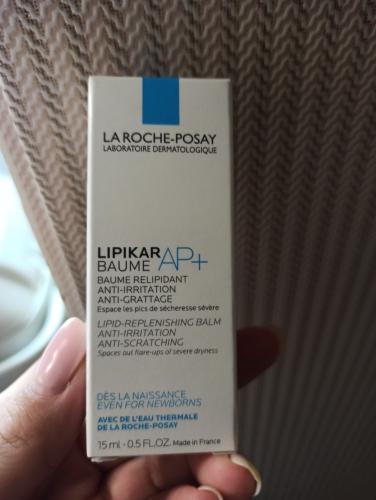 LA ROCHE-POSAY
LABORATOIRE DERMATOLOGIQUE
LIPIKAR
BAUME AP+
BAUME RELIPIDANT
ANTI-IRRITATION
ANTI-GRATTAGE
Espace les pics de sécheresse sévère
LIPID-REPLENISHING BALM
ANTI-IRRITATION
ANTI-SCRATCHING
Spaces out flare-ups of severe dryness
DÈS LA NAISSANCE
EVEN FOR NEWBORNS
AVEC DE L'EAU THERMALE
DE LA ROCHE-POSAY
15 ml - 0.5 FL.OZ. Made in France